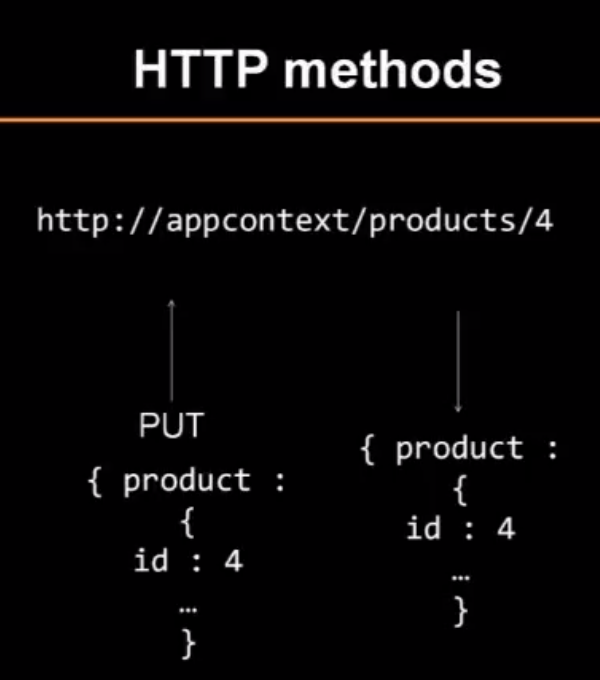 HTTP methods
http://appcontext/products/4
PUT
{ product :
{
id : 4
…
}
{ product :
{
id : 4
…
}